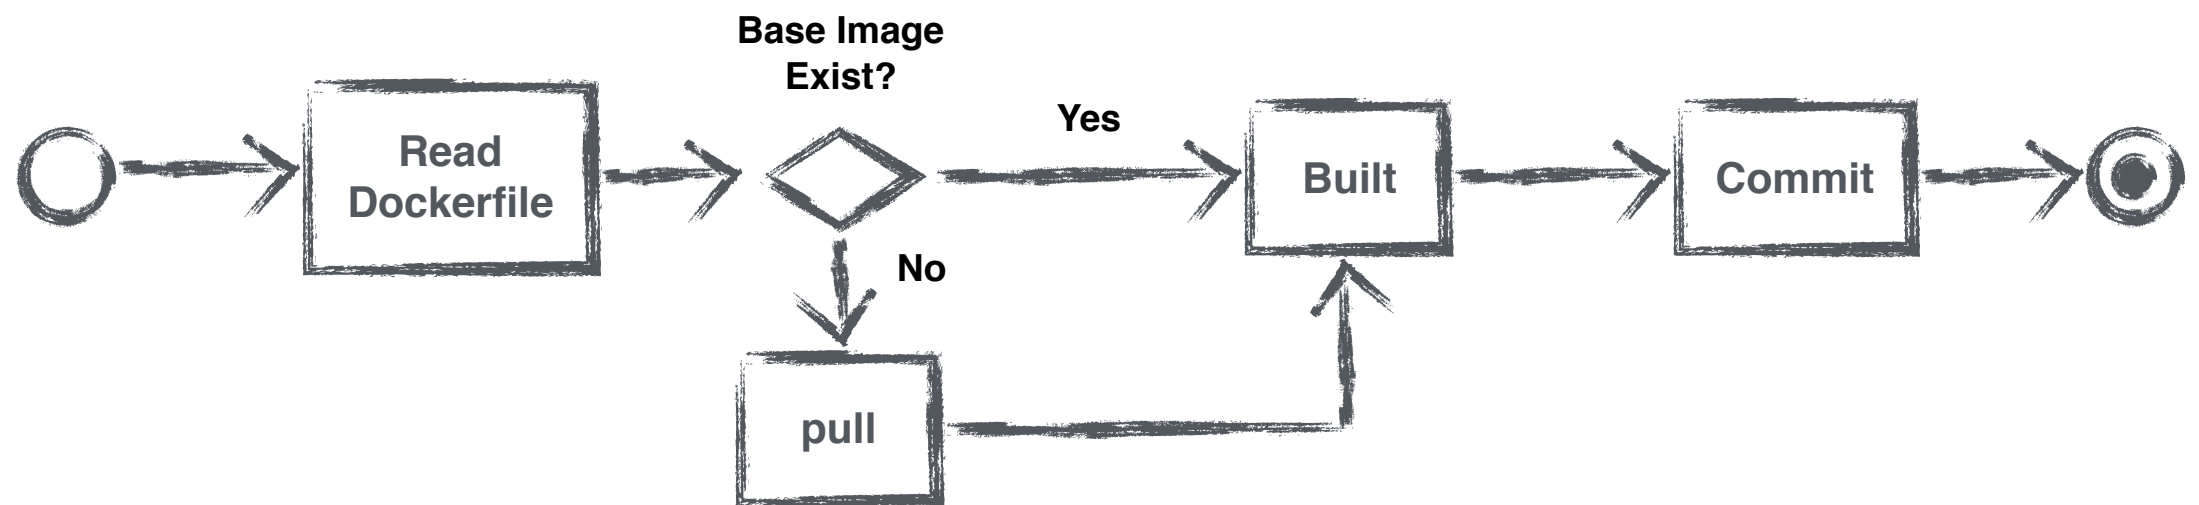 Base Image
Exist?
Read
Dockerfile
Yes
Built
Commit
No
pull